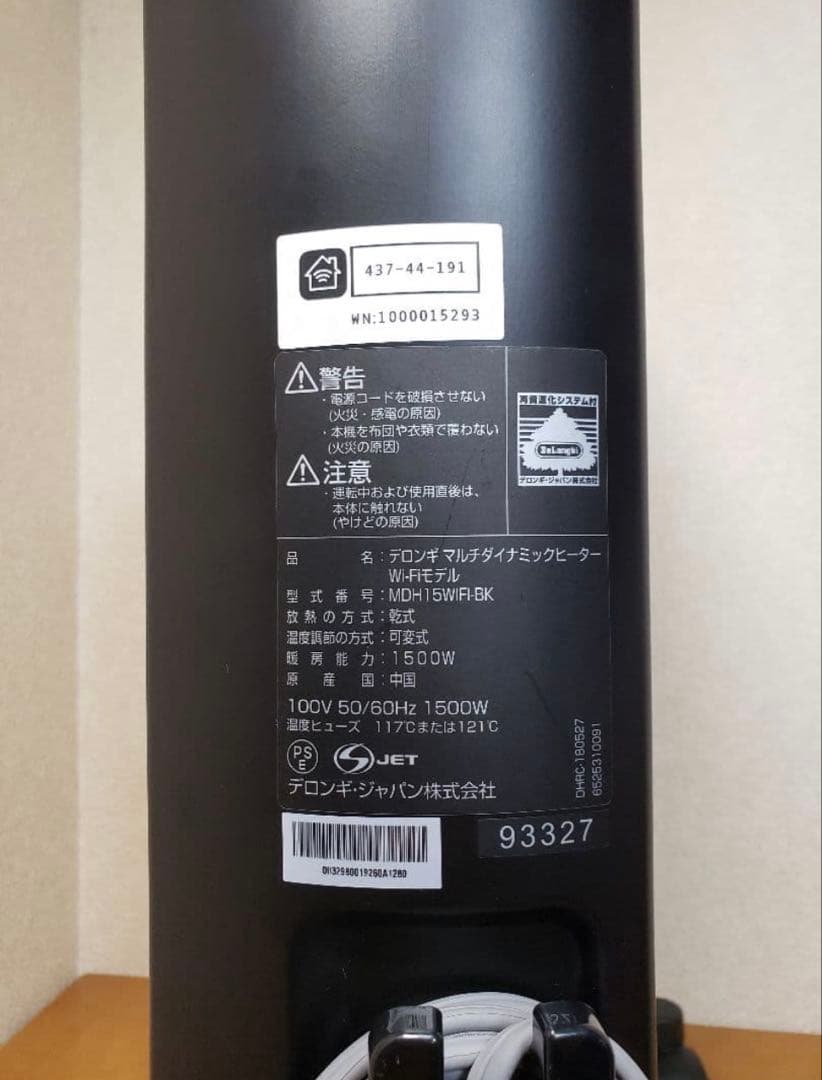 437-44-191
WN:1000015293
警告
・電源コードを破損させない
(火災・感電の原因)
・本機を布団や衣類で覆わない
(火災の原因)
注意
・運転中および使用直後は、
本体に触れない
(やけどの原因)
再資源化システム付
DeLonghi
デロンギ・ジャパン株式会社
品名:デロンギ マルチダイナミックヒーター
Wi-Fiモデル
型式番号:MDH15WIFI-BK
放熱の方式:乾式
温度調節の方式:可変式
暖房能力:1500W
原産国:中国
100V 50/60Hz 1500W
温度ヒューズ 117℃または121℃
PS
E
S JET
デロンギ・ジャパン株式会社
DHRC-180527
6525310091
93327